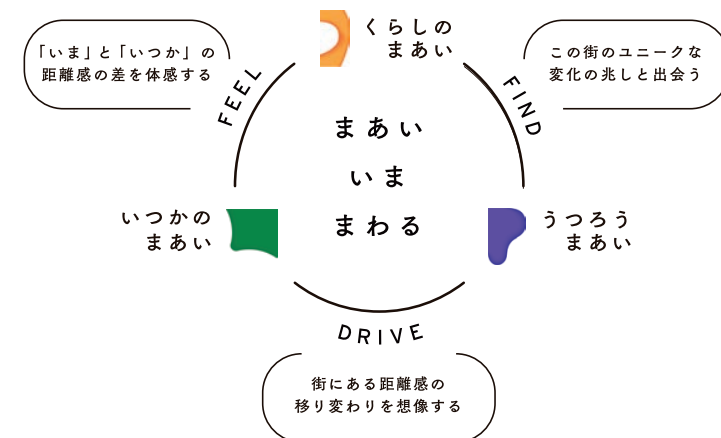 「いま」と「いつか」の
距離感の差を体感する
FEEL
くらしの
まあい
FIND
この街のユニークな
変化の兆しと出会う
まあい
いま
まわる
いつかの
まあい
うつろう
まあい
DRIVE
街にある距離感の
移り変わりを想像する